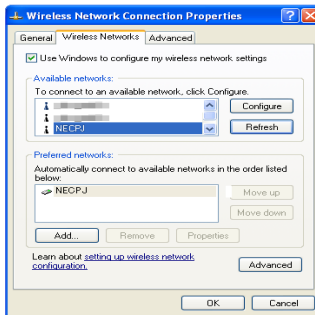 Wireless Network Connection Properties
General Wireless Networks Advanced
Use Windows to configure my wireless network settings
Available networks:
To connect to an available network, click Configure.
Configure
NECPJ
Refresh
Preferred networks:
Automatically connect to available networks in the order listed
below:
NECPJ
Move up
Move down
Add... Remove Properties
Learn about setting up wireless network
configuration.
Advanced
OK Cancel